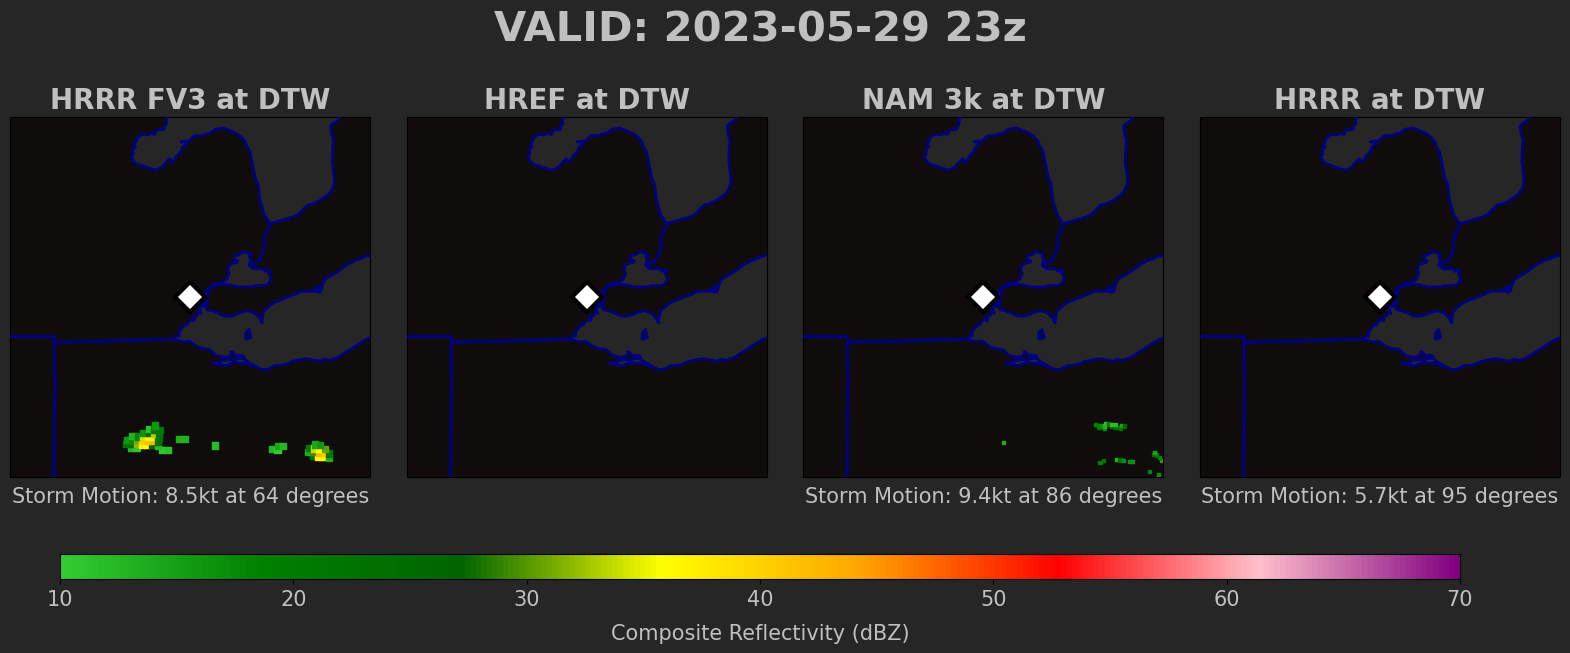 VALID: 2023-05-29 23z
HRRR FV3 at DTW
HREF at DTW
NAM 3k at DTW
HRRR at DTW
Storm Motion: 8.5kt at 64 degrees
Storm Motion: 9.4kt at 86 degrees
Storm Motion: 5.7kt at 95 degrees
10 20 30 40 50 60 70
Composite Reflectivity (dBZ)